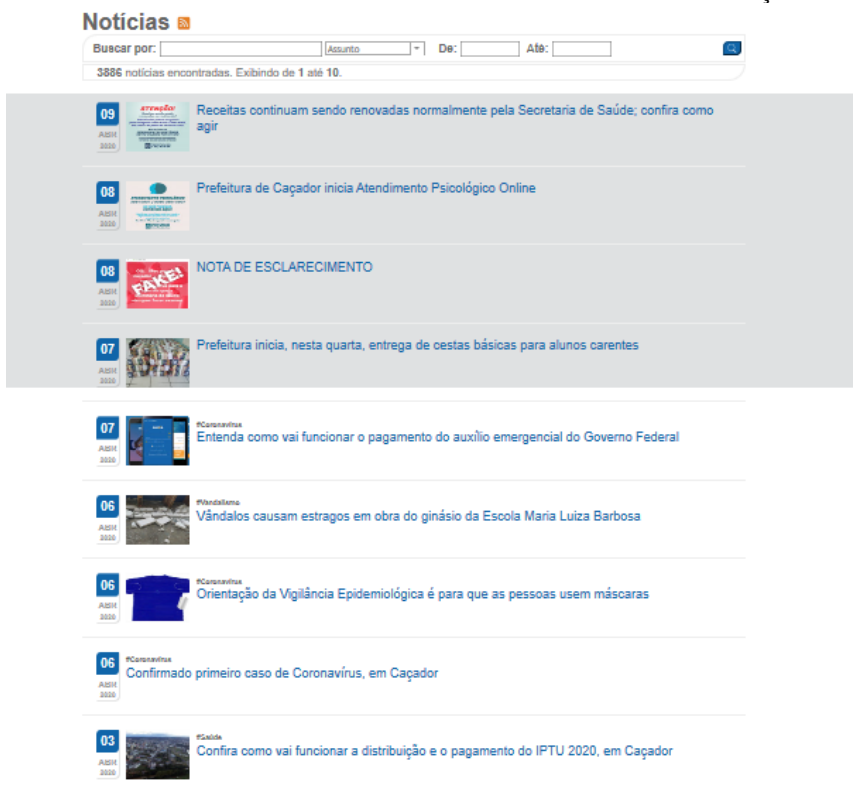 Notícias
Buscar por: Assunto De: Até:
3886 notícias encontradas. Exibindo de 1 até 10.
09
ABR
2020
ATENÇÃO!
Receitas continuam sendo renovadas normalmente pela Secretaria de Saúde; confira como
agir
08
ABR
2020
Prefeitura de Caçador inicia Atendimento Psicológico Online
08
ABR
2020
FAKE!
NOTA DE ESCLARECIMENTO
07
ABR
2020
Prefeitura inicia, nesta quarta, entrega de cestas básicas para alunos carentes
07
ABR
2020
#Coronavírus
Entenda como vai funcionar o pagamento do auxílio emergencial do Governo Federal
06
ABR
2020
#Vandalismo
Vândalos causam estragos em obra do ginásio da Escola Maria Luiza Barbosa
06
ABR
2020
#Coronavírus
Orientação da Vigilância Epidemiológica é para que as pessoas usem máscaras
06
ABR
2020
#Coronavírus
Confirmado primeiro caso de Coronavírus, em Caçador
03
ABR
2020
#Saúde
Confira como vai funcionar a distribuição e o pagamento do IPTU 2020, em Caçador